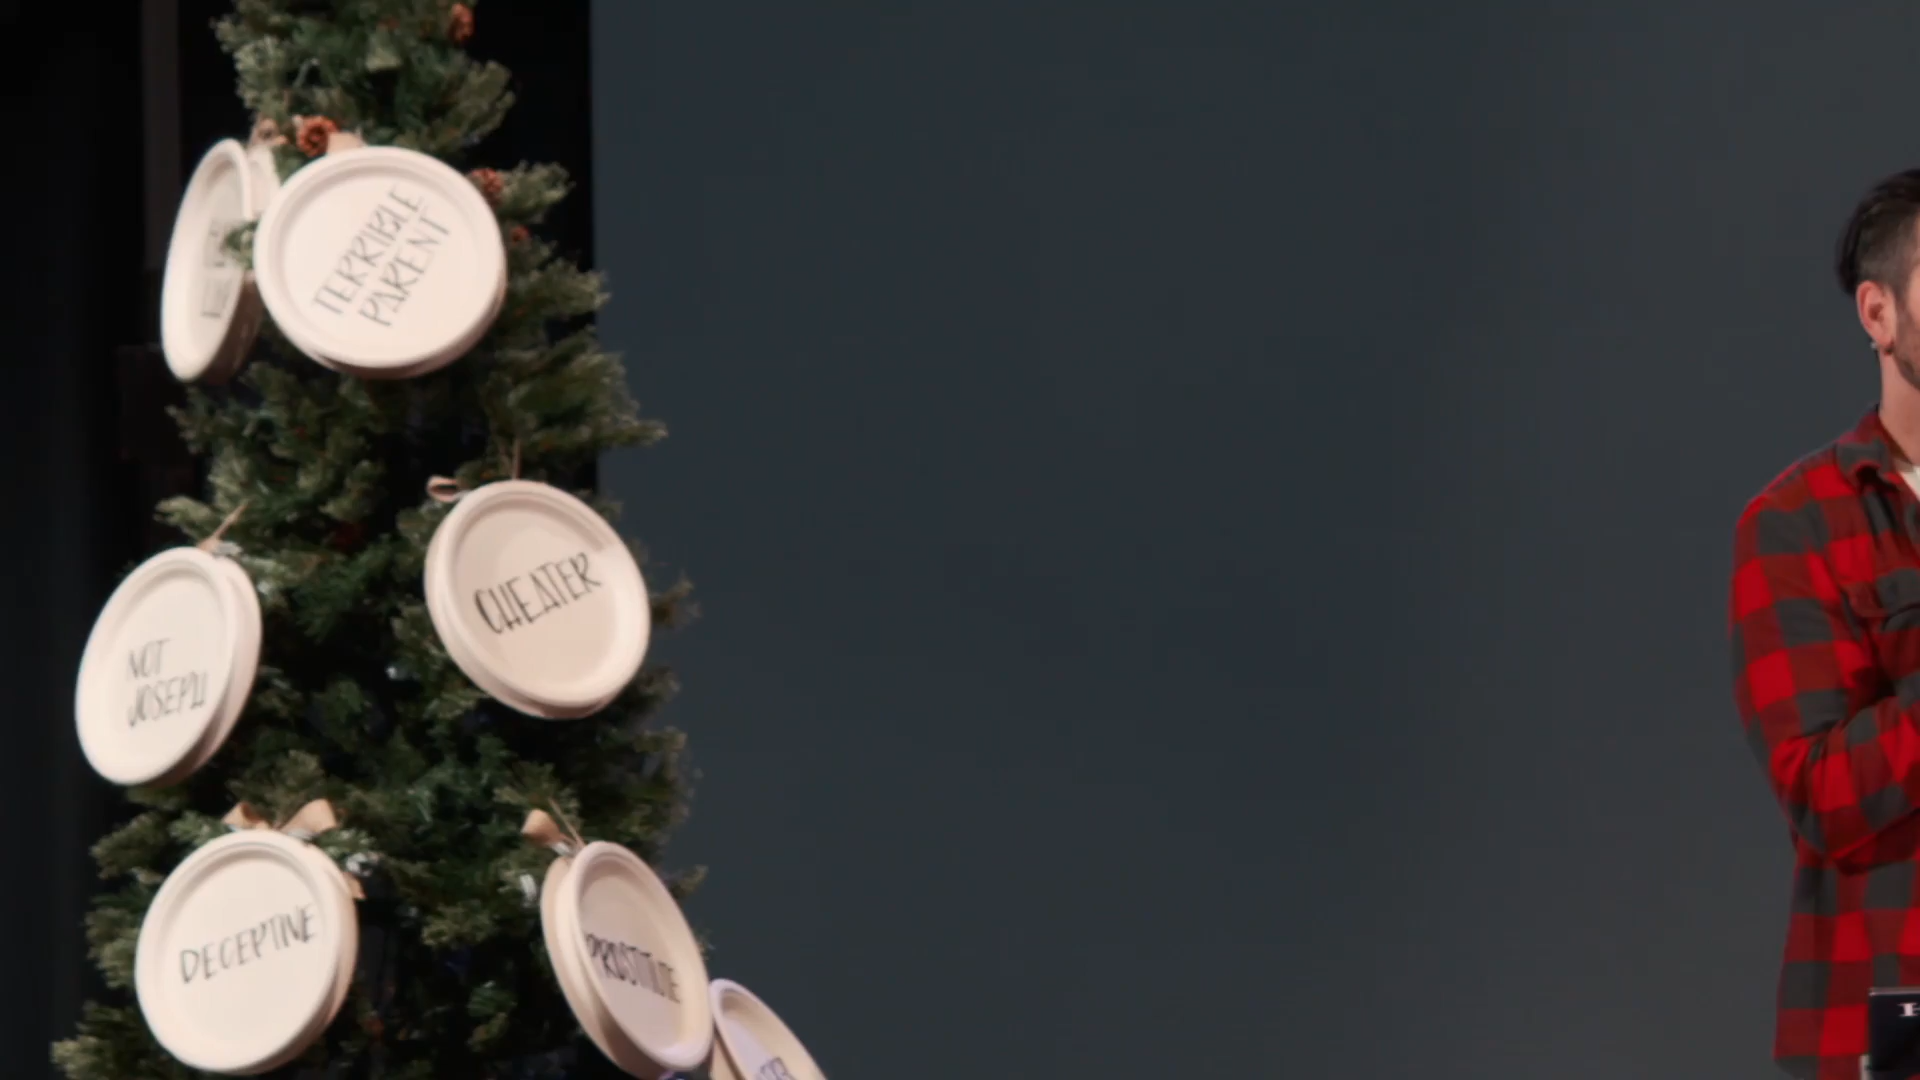 TERRIBLE
PARENT
CHEATER
NOT
JOSEPH
DECEPTIVE
PROSTITUTE